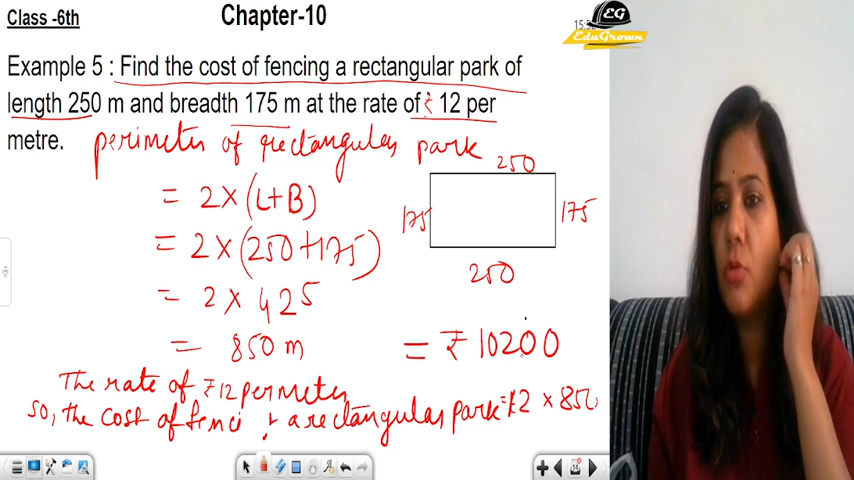 Class -6th
Chapter-10
EG
EduGrown
Example 5 : Find the cost of fencing a rectangular park of
length 250 m and breadth 175 m at the rate of ₹ 12 per
metre.
perimeter of rectangular park
= 2 × (L+B)
= 2 × (250+175)
= 2 × 425
= 850 m
250
175
175
250
= ₹ 10200
The rate of ₹12 per meter
so, the cost of fenci a rectangular park = 12 × 850